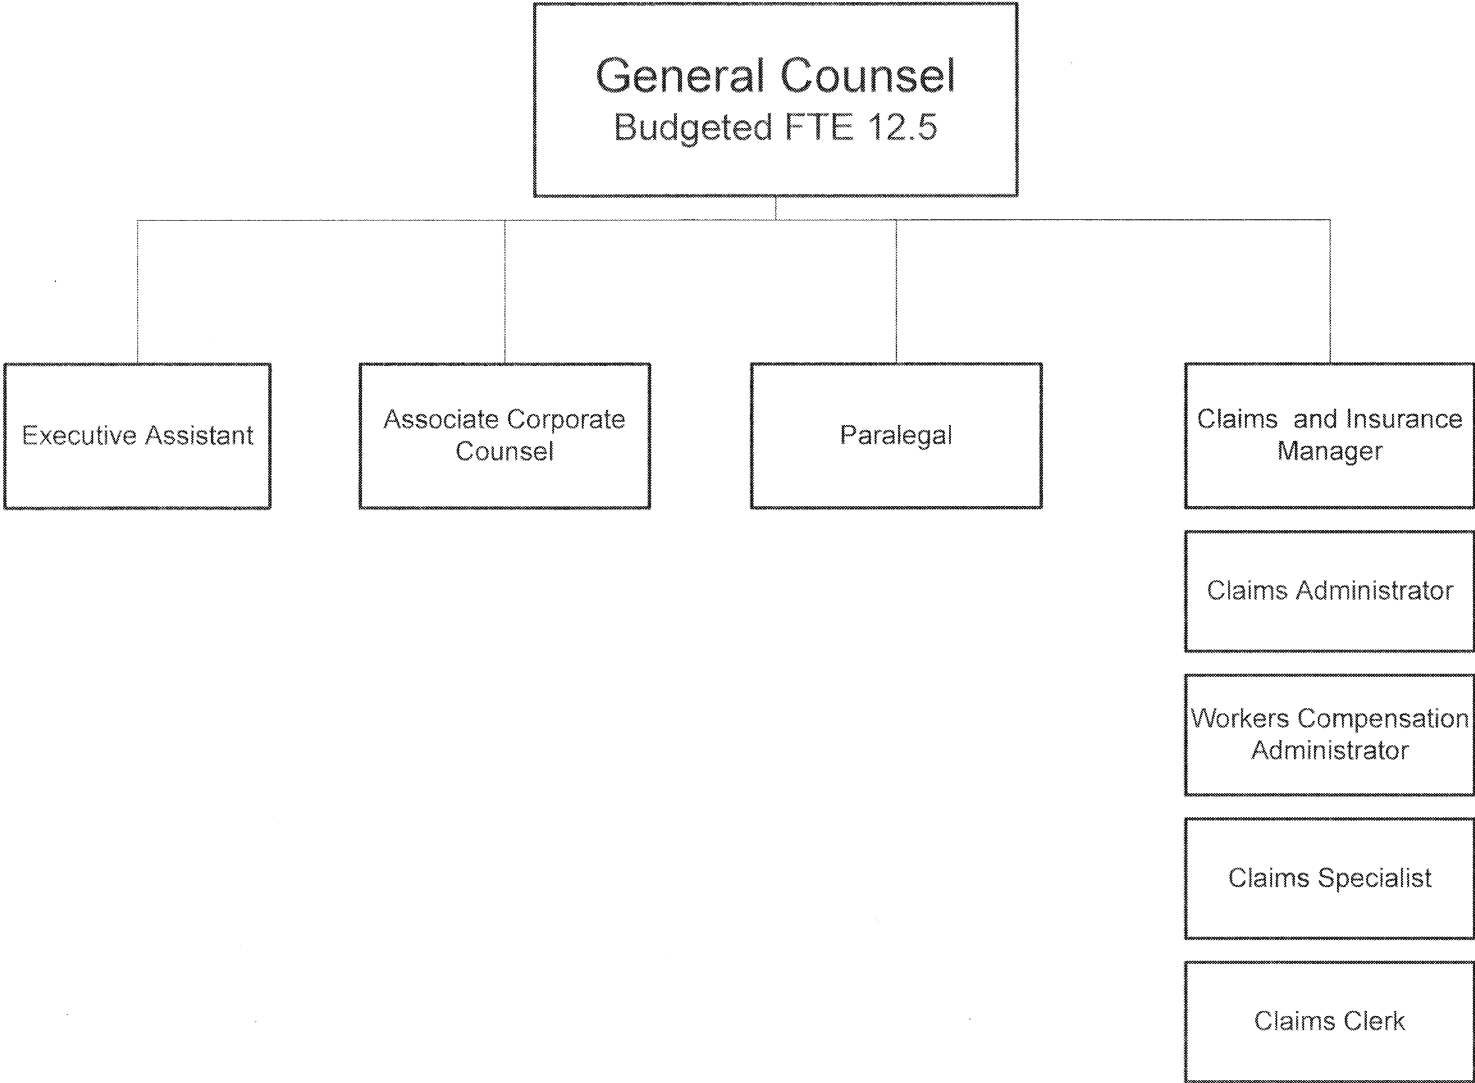 General Counsel
Budgeted FTE 12.5
Executive Assistant
Associate Corporate
Counsel
Paralegal
Claims and Insurance
Manager
Claims Administrator
Workers Compensation
Administrator
Claims Specialist
Claims Clerk